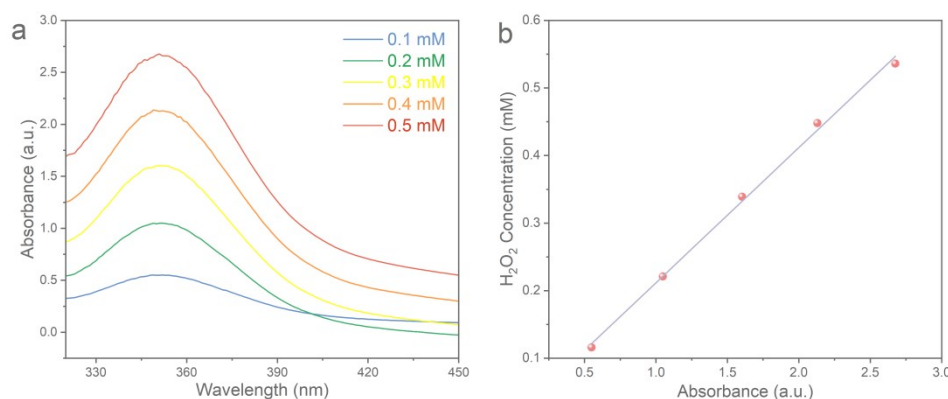 a
3.0
2.5
2.0
1.5
1.0
0.5
0.0
Absorbance (a.u.)
0.1 mM
0.2 mM
0.3 mM
0.4 mM
0.5 mM
330 360 390 420 450
Wavelength (nm)
b
0.6
0.5
0.4
0.3
0.2
0.1
H₂O₂ Concentration (mM)
0.5 1.0 1.5 2.0 2.5 3.0
Absorbance (a.u.)